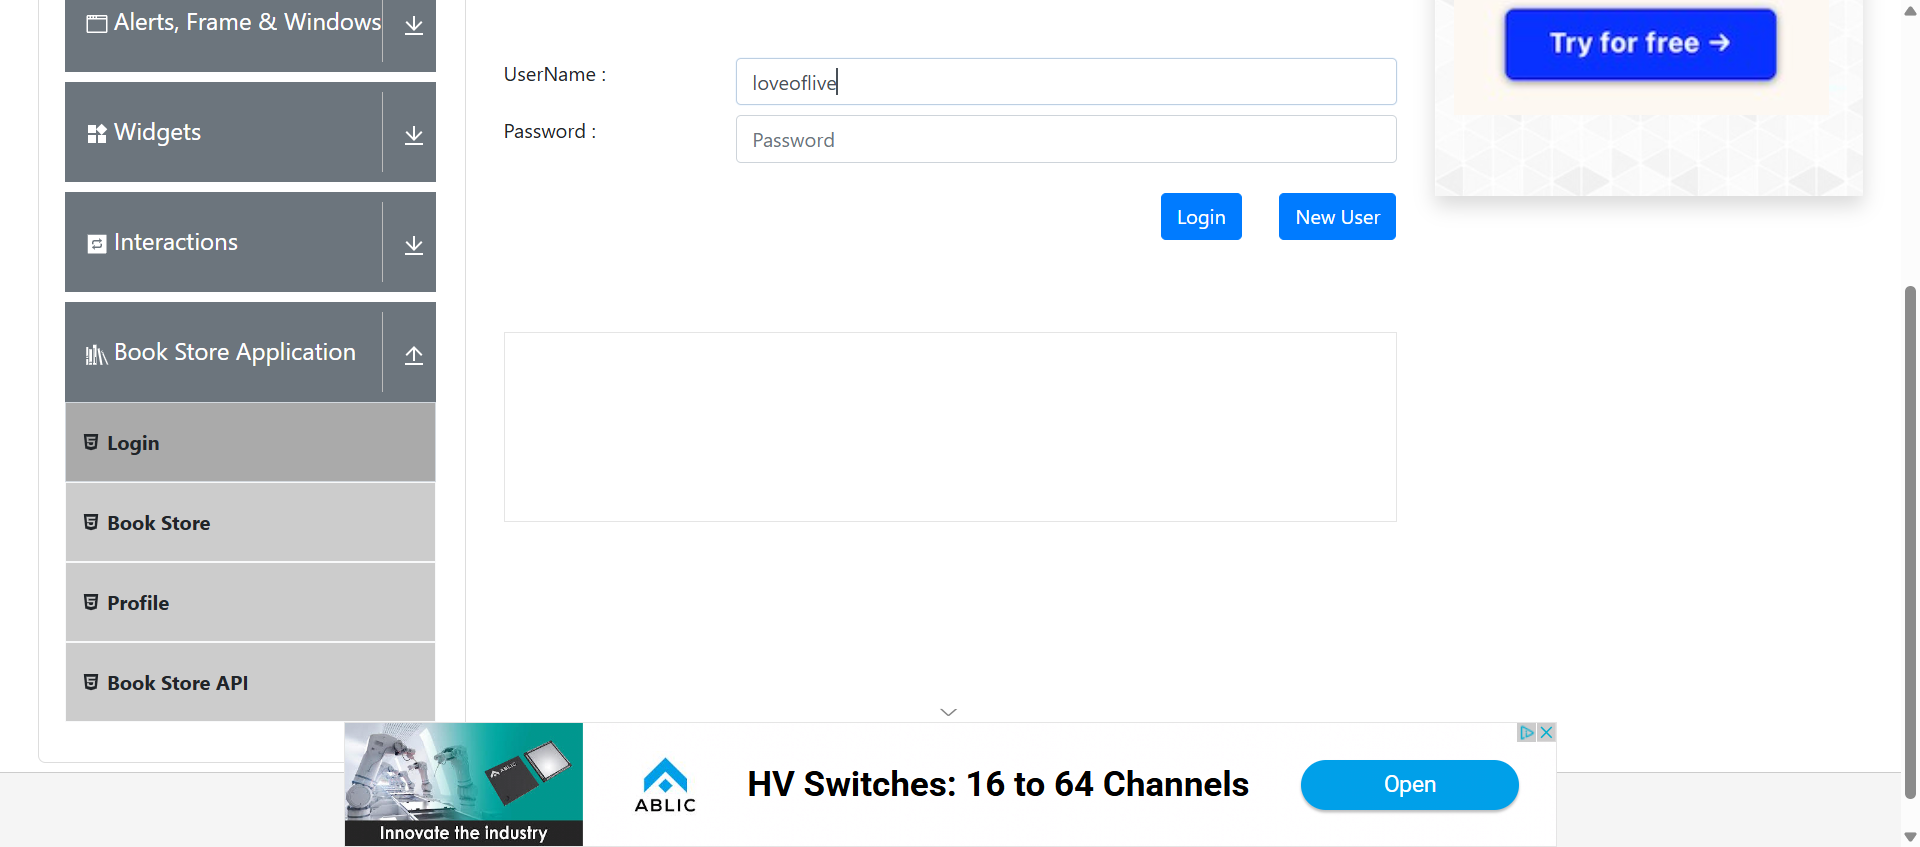 Alerts, Frame & Windows
Widgets
Interactions
Book Store Application
Login
Book Store
Profile
Book Store API
UserName :
loveoflive
Password :
Password
Login
New User
Try for free →
ABLIC
Innovate the industry
ABLIC
HV Switches: 16 to 64 Channels
Open